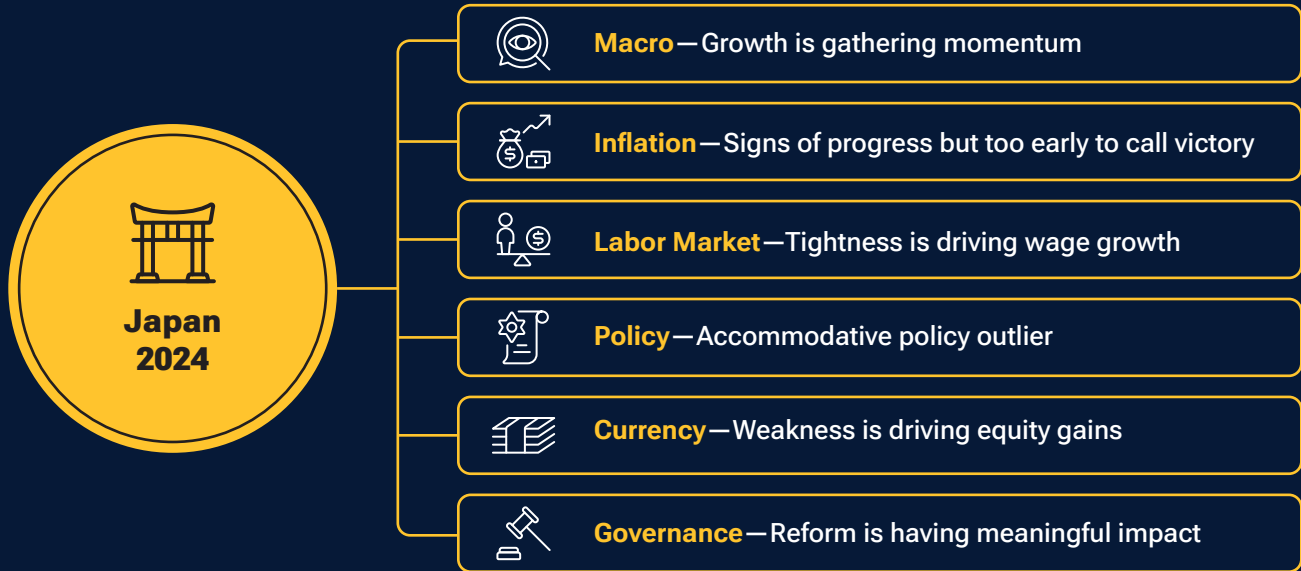 Japan
2024
Macro—Growth is gathering momentum
Inflation—Signs of progress but too early to call victory
Labor Market—Tightness is driving wage growth
Policy—Accommodative policy outlier
Currency—Weakness is driving equity gains
Governance—Reform is having meaningful impact